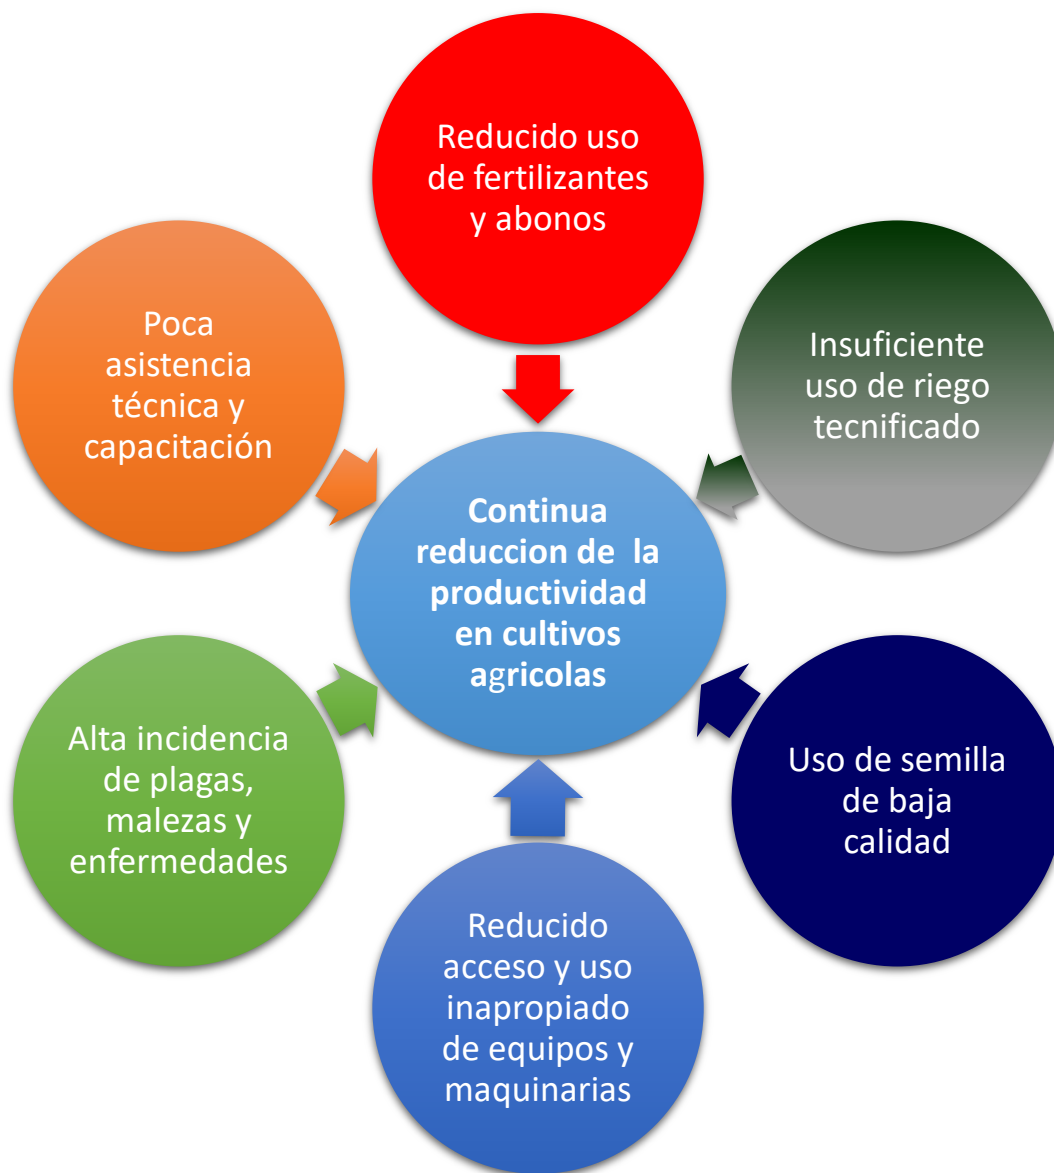 Reducido uso
de fertilizantes
y abonos
Insuficiente
uso de riego
tecnificado
Uso de semilla
de baja
calidad
Reducido
acceso y uso
inapropiado
de equipos y
maquinarias
Alta incidencia
de plagas,
malezas y
enfermedades
Poca
asistencia
técnica y
capacitación
Continua
reduccion de  la
productividad
en cultivos
agricolas